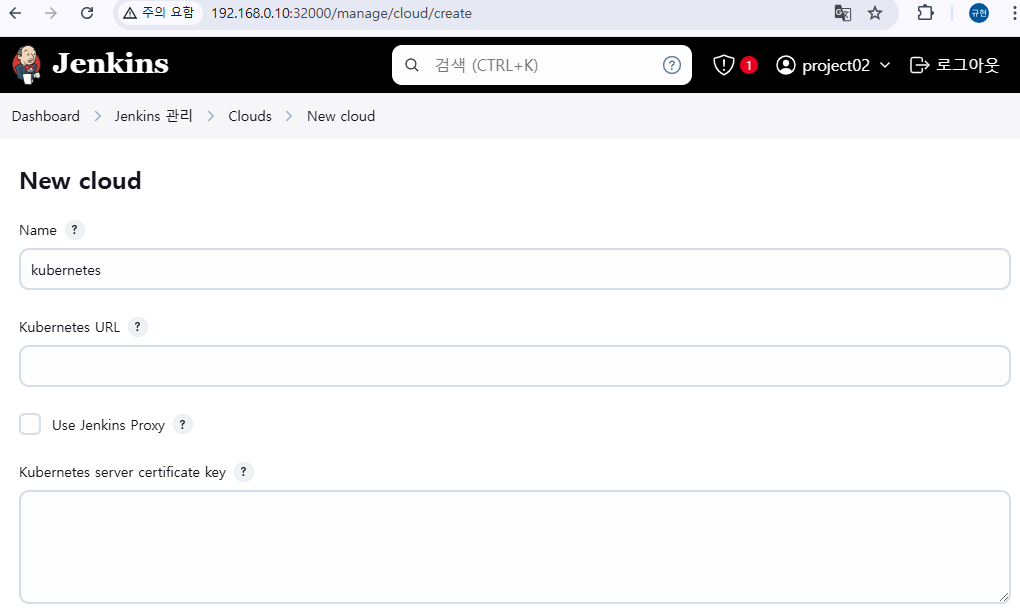 주의 요함 192.168.0.10:32000/manage/cloud/create 규현
Jenkins 검색 (CTRL+K) ? 1 project02 로그아웃
Dashboard > Jenkins 관리 > Clouds > New cloud
New cloud
Name ?
kubernetes
Kubernetes URL ?
Use Jenkins Proxy ?
Kubernetes server certificate key ?